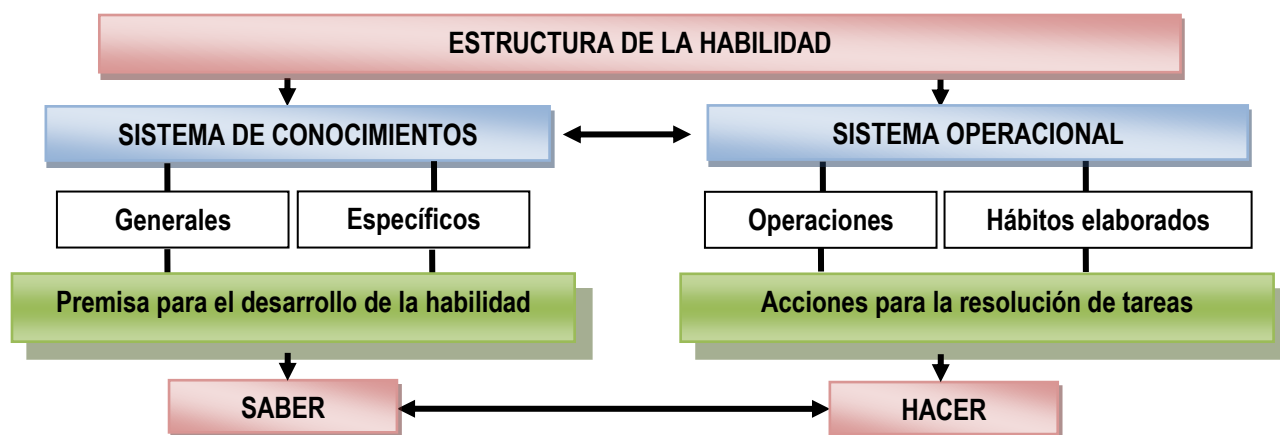 ESTRUCTURA DE LA HABILIDAD
SISTEMA DE CONOCIMIENTOS
SISTEMA OPERACIONAL
Generales
Específicos
Operaciones
Hábitos elaborados
Premisa para el desarrollo de la habilidad
Acciones para la resolución de tareas
SABER
HACER